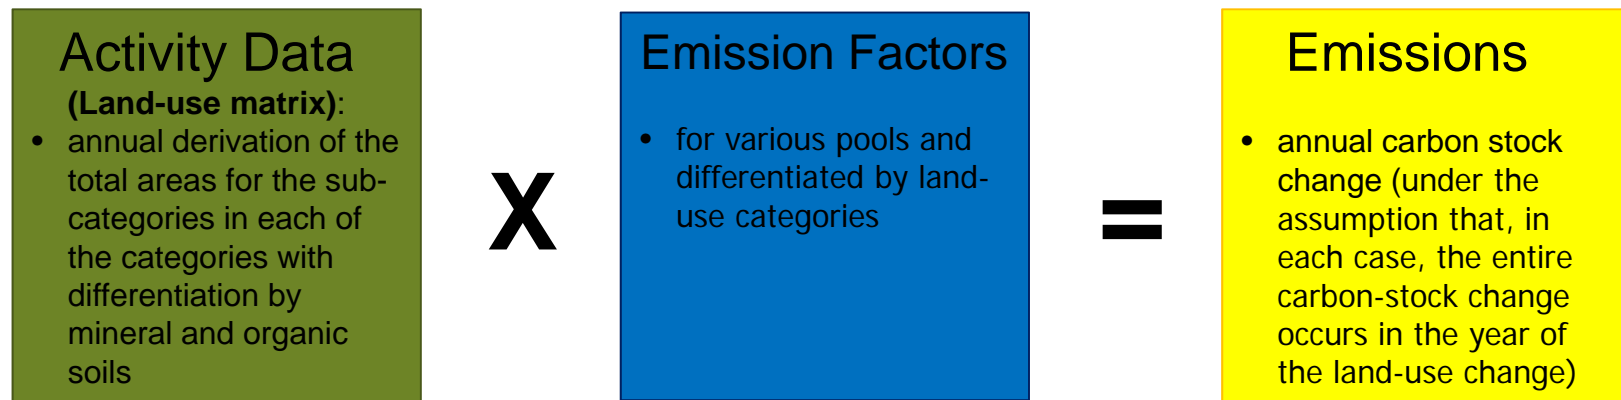 Activity Data
(Land-use matrix):
• annual derivation of the
total areas for the sub-
categories in each of
the categories with
differentiation by
mineral and organic
soils
X
Emission Factors
• for various pools and
differentiated by land-
use categories
=
Emissions
• annual carbon stock
change (under the
assumption that, in
each case, the entire
carbon-stock change
occurs in the year of
the land-use change)